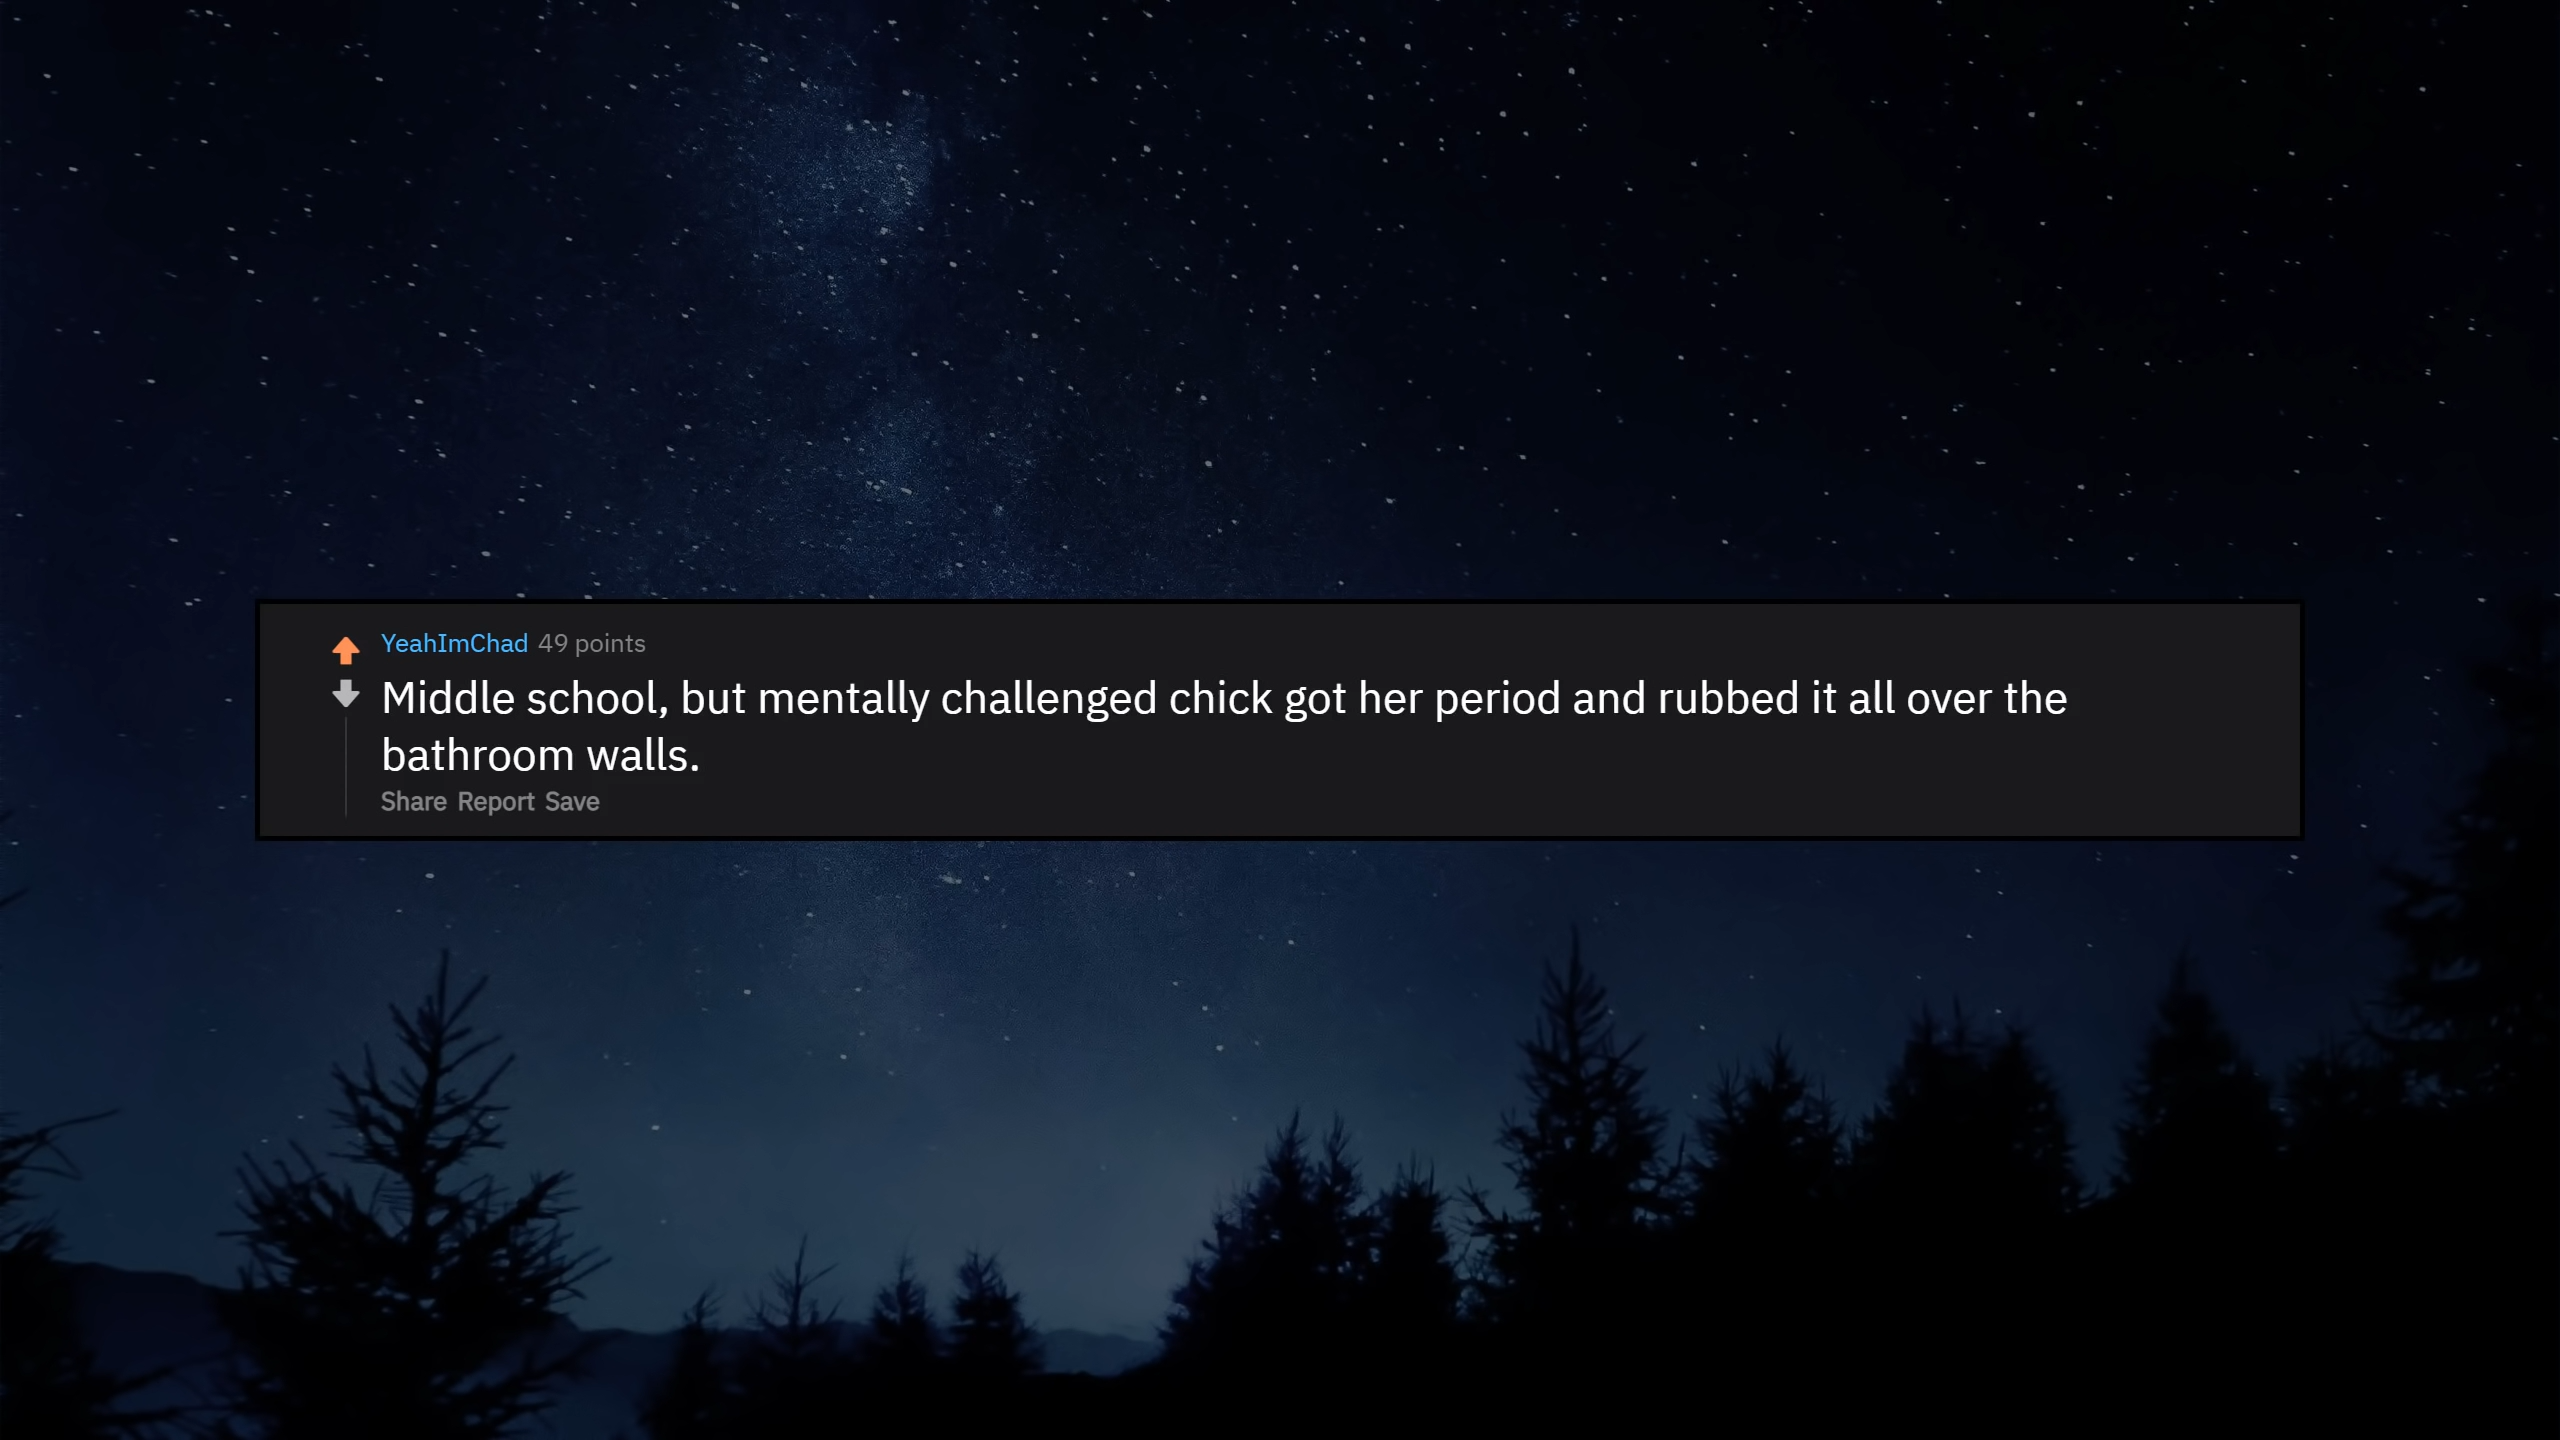 YeahImChad 49 points
Middle school, but mentally challenged chick got her period and rubbed it all over the
bathroom walls.
Share Report Save